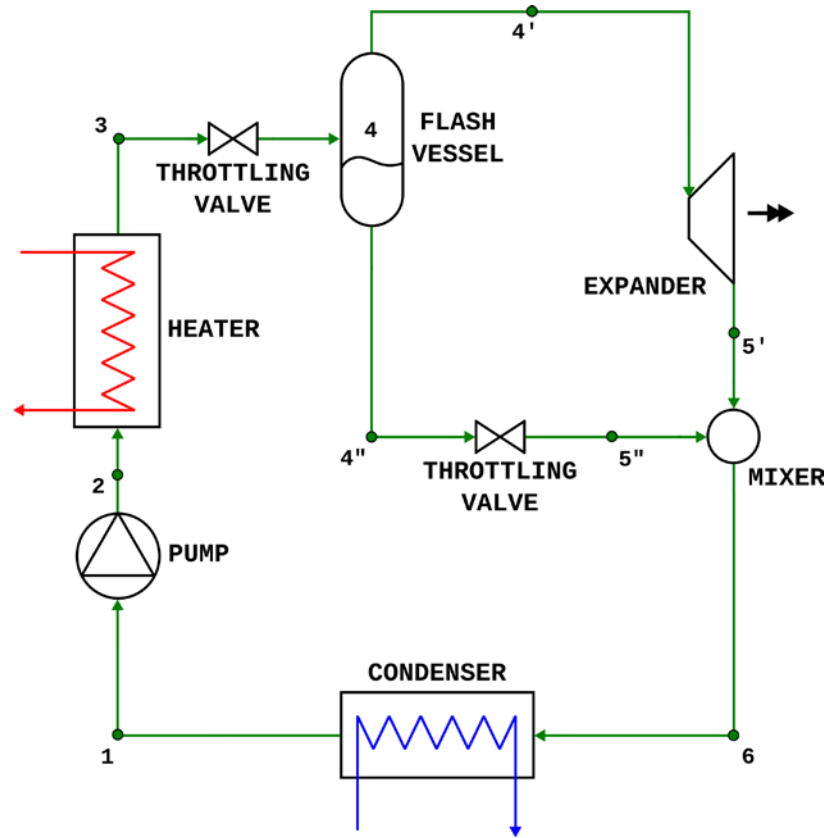 4'
3
4
FLASH
VESSEL
THROTTLING
VALVE
EXPANDER
HEATER
5'
4"
5"
THROTTLING
VALVE
MIXER
2
PUMP
CONDENSER
1
6